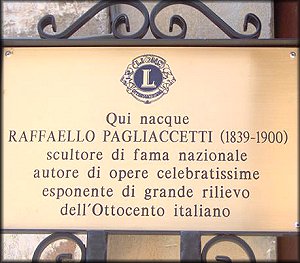 L
Qui nacque
RAFFAELLO PAGLIACCETTI (1839-1900)
scultore di fama nazionale
autore di opere celebratissime
esponente di grande rilievo
dell'Ottocento italiano